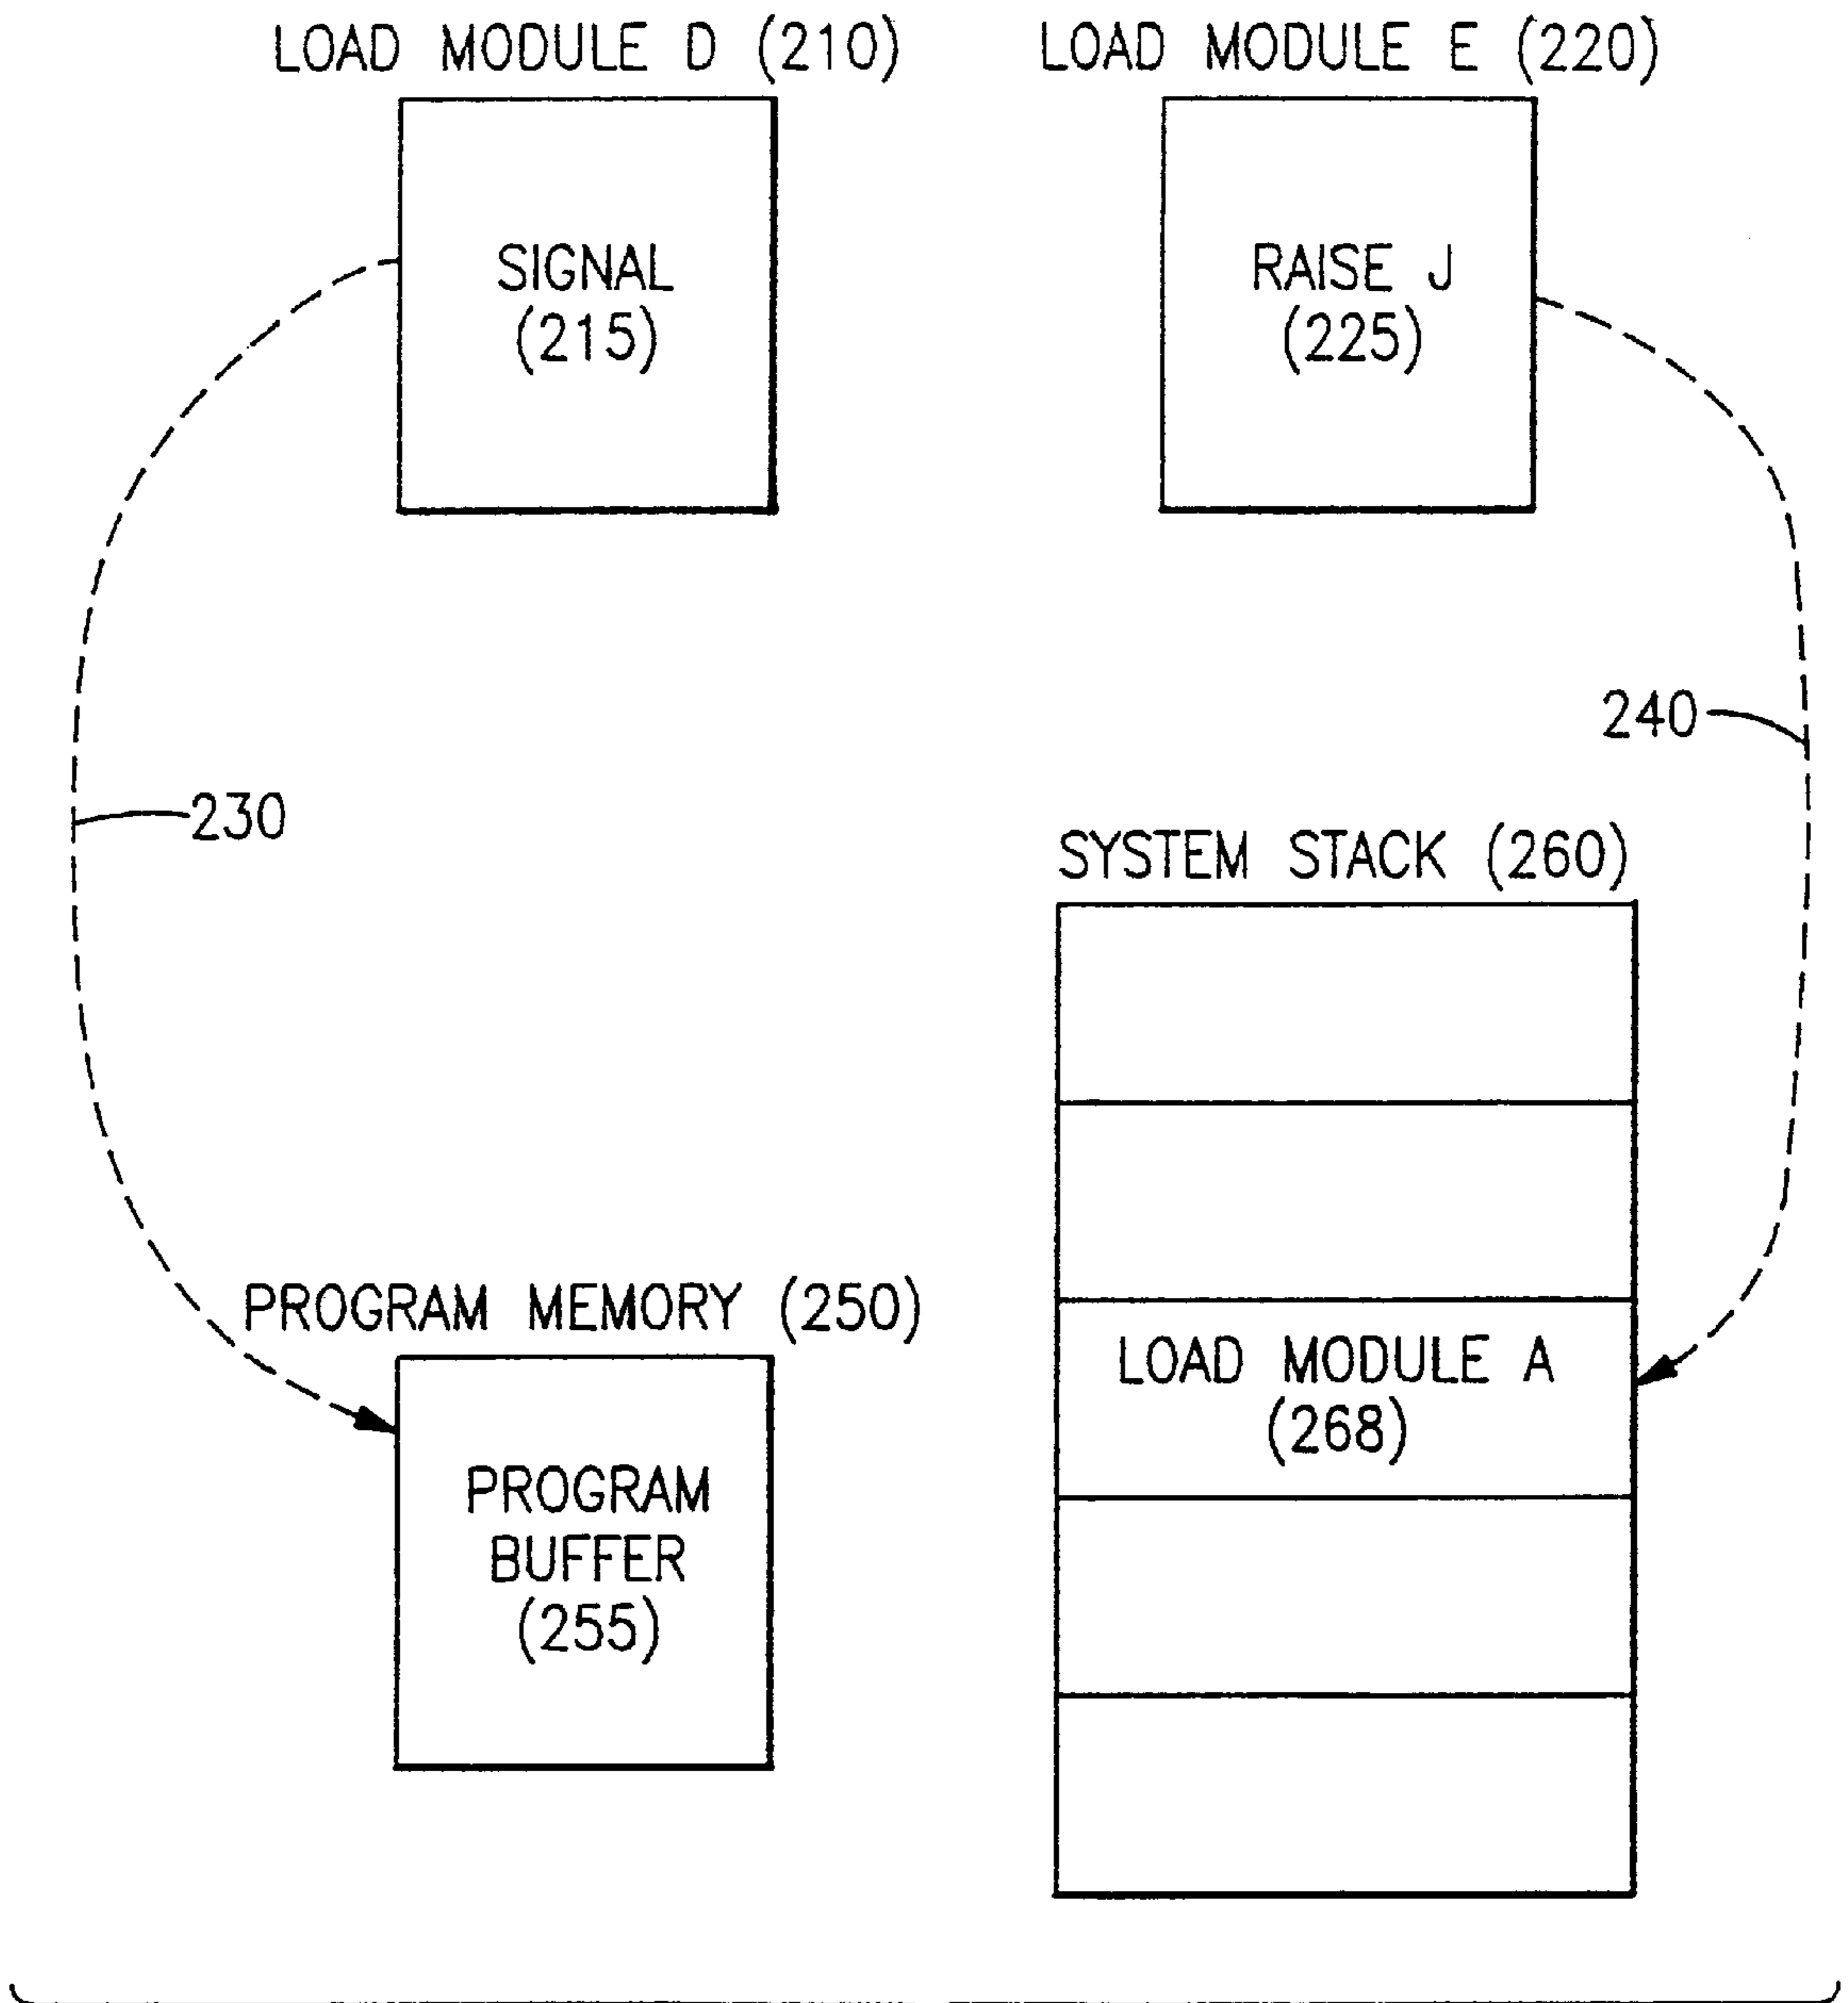 LOAD MODULE D (210)
LOAD MODULE E (220)
SIGNAL
(215)
RAISE J
(225)
240
230
SYSTEM STACK (260)
PROGRAM MEMORY (250)
LOAD MODULE A
(268)
PROGRAM
BUFFER
(255)